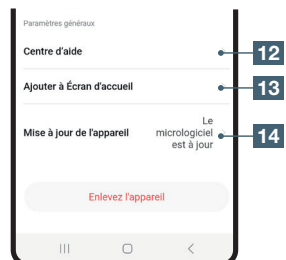 Paramètres généraux
Centre d'aide
12
Ajouter à Écran d'accueil
13
Mise à jour de l'appareil
Le
micrologiciel
est à jour
14
Enlevez l'appareil